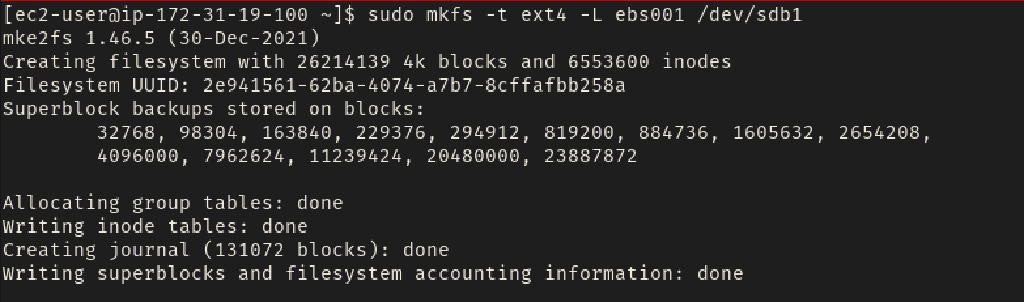 [ec2-user@ip-172-31-19-100 ~]$ sudo mkfs -t ext4 -L ebs001 /dev/sdb1
mke2fs 1.46.5 (30-Dec-2021)
Creating filesystem with 26214139 4k blocks and 6553600 inodes
Filesystem UUID: 2e941561-62ba-4074-a7b7-8cffafbb258a
Superblock backups stored on blocks:
        32768, 98304, 163840, 229376, 294912, 819200, 884736, 1605632, 2654208,
        4096000, 7962624, 11239424, 20480000, 23887872
Allocating group tables: done
Writing inode tables: done
Creating journal (131072 blocks): done
Writing superblocks and filesystem accounting information: done